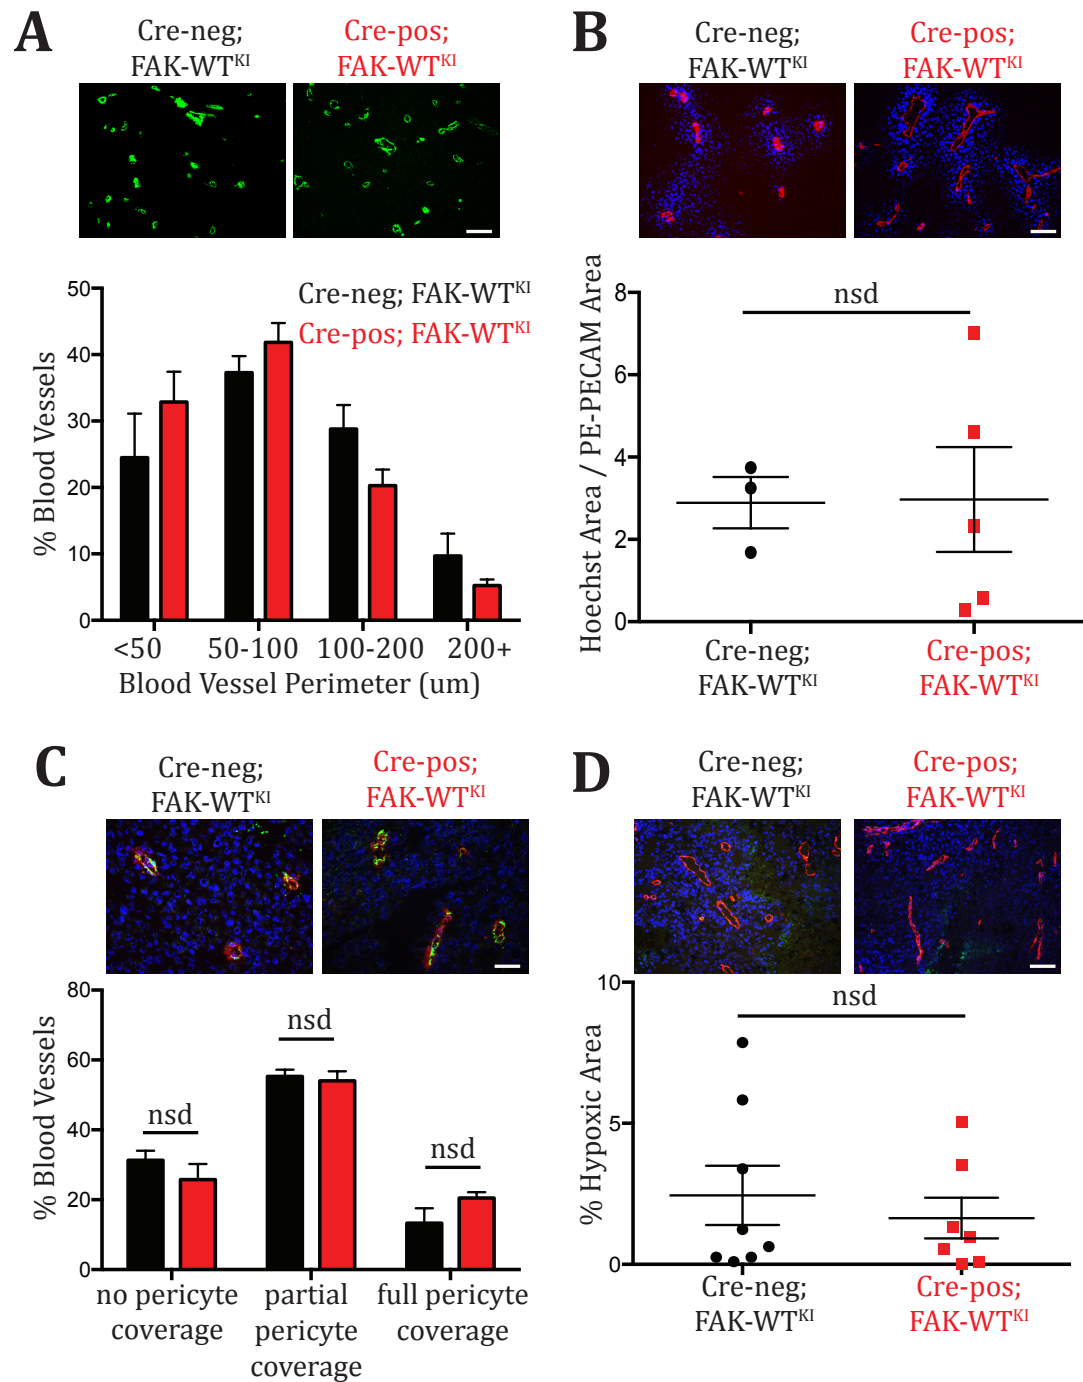 A
Cre-neg;
FAK-WTᴷᴵ
Cre-pos;
FAK-WTᴷᴵ
50
40
30
20
10
0
% Blood Vessels
Cre-neg; FAK-WTᴷᴵ
Cre-pos; FAK-WTᴷᴵ
<50
50-100
100-200
200+
Blood Vessel Perimeter (um)
B
Cre-neg;
FAK-WTᴷᴵ
Cre-pos;
FAK-WTᴷᴵ
Hoechst Area / PE-PECAM Area
8
6
4
2
0
nsd
Cre-neg;
FAK-WTᴷᴵ
Cre-pos;
FAK-WTᴷᴵ
C
Cre-neg;
FAK-WTᴷᴵ
Cre-pos;
FAK-WTᴷᴵ
% Blood Vessels
80
60
40
20
0
nsd
nsd
nsd
no pericyte
coverage
partial
pericyte
coverage
full pericyte
coverage
D
Cre-neg;
FAK-WTᴷᴵ
Cre-pos;
FAK-WTᴷᴵ
% Hypoxic Area
10
5
0
nsd
Cre-neg;
FAK-WTᴷᴵ
Cre-pos;
FAK-WTᴷᴵ